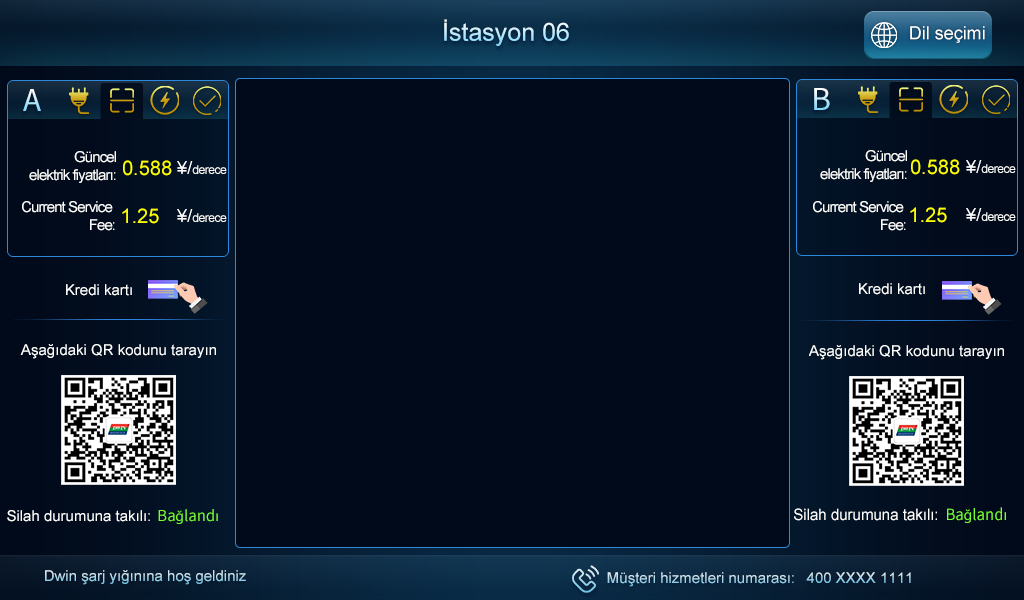 İstasyon 06
Dil seçimi
A
Güncel
elektrik fiyatları: 0.588 ¥/derece
Current Service
Fee: 1.25 ¥/derece
Kredi kartı
Aşağıdaki QR kodunu tarayın
Silah durumuna takılı: Bağlandı
B
Güncel
elektrik fiyatları: 0.588 ¥/derece
Current Service
Fee: 1.25 ¥/derece
Kredi kartı
Aşağıdaki QR kodunu tarayın
Silah durumuna takılı: Bağlandı
Dwin şarj yığınına hoş geldiniz
Müşteri hizmetleri numarası: 400 XXXX 1111